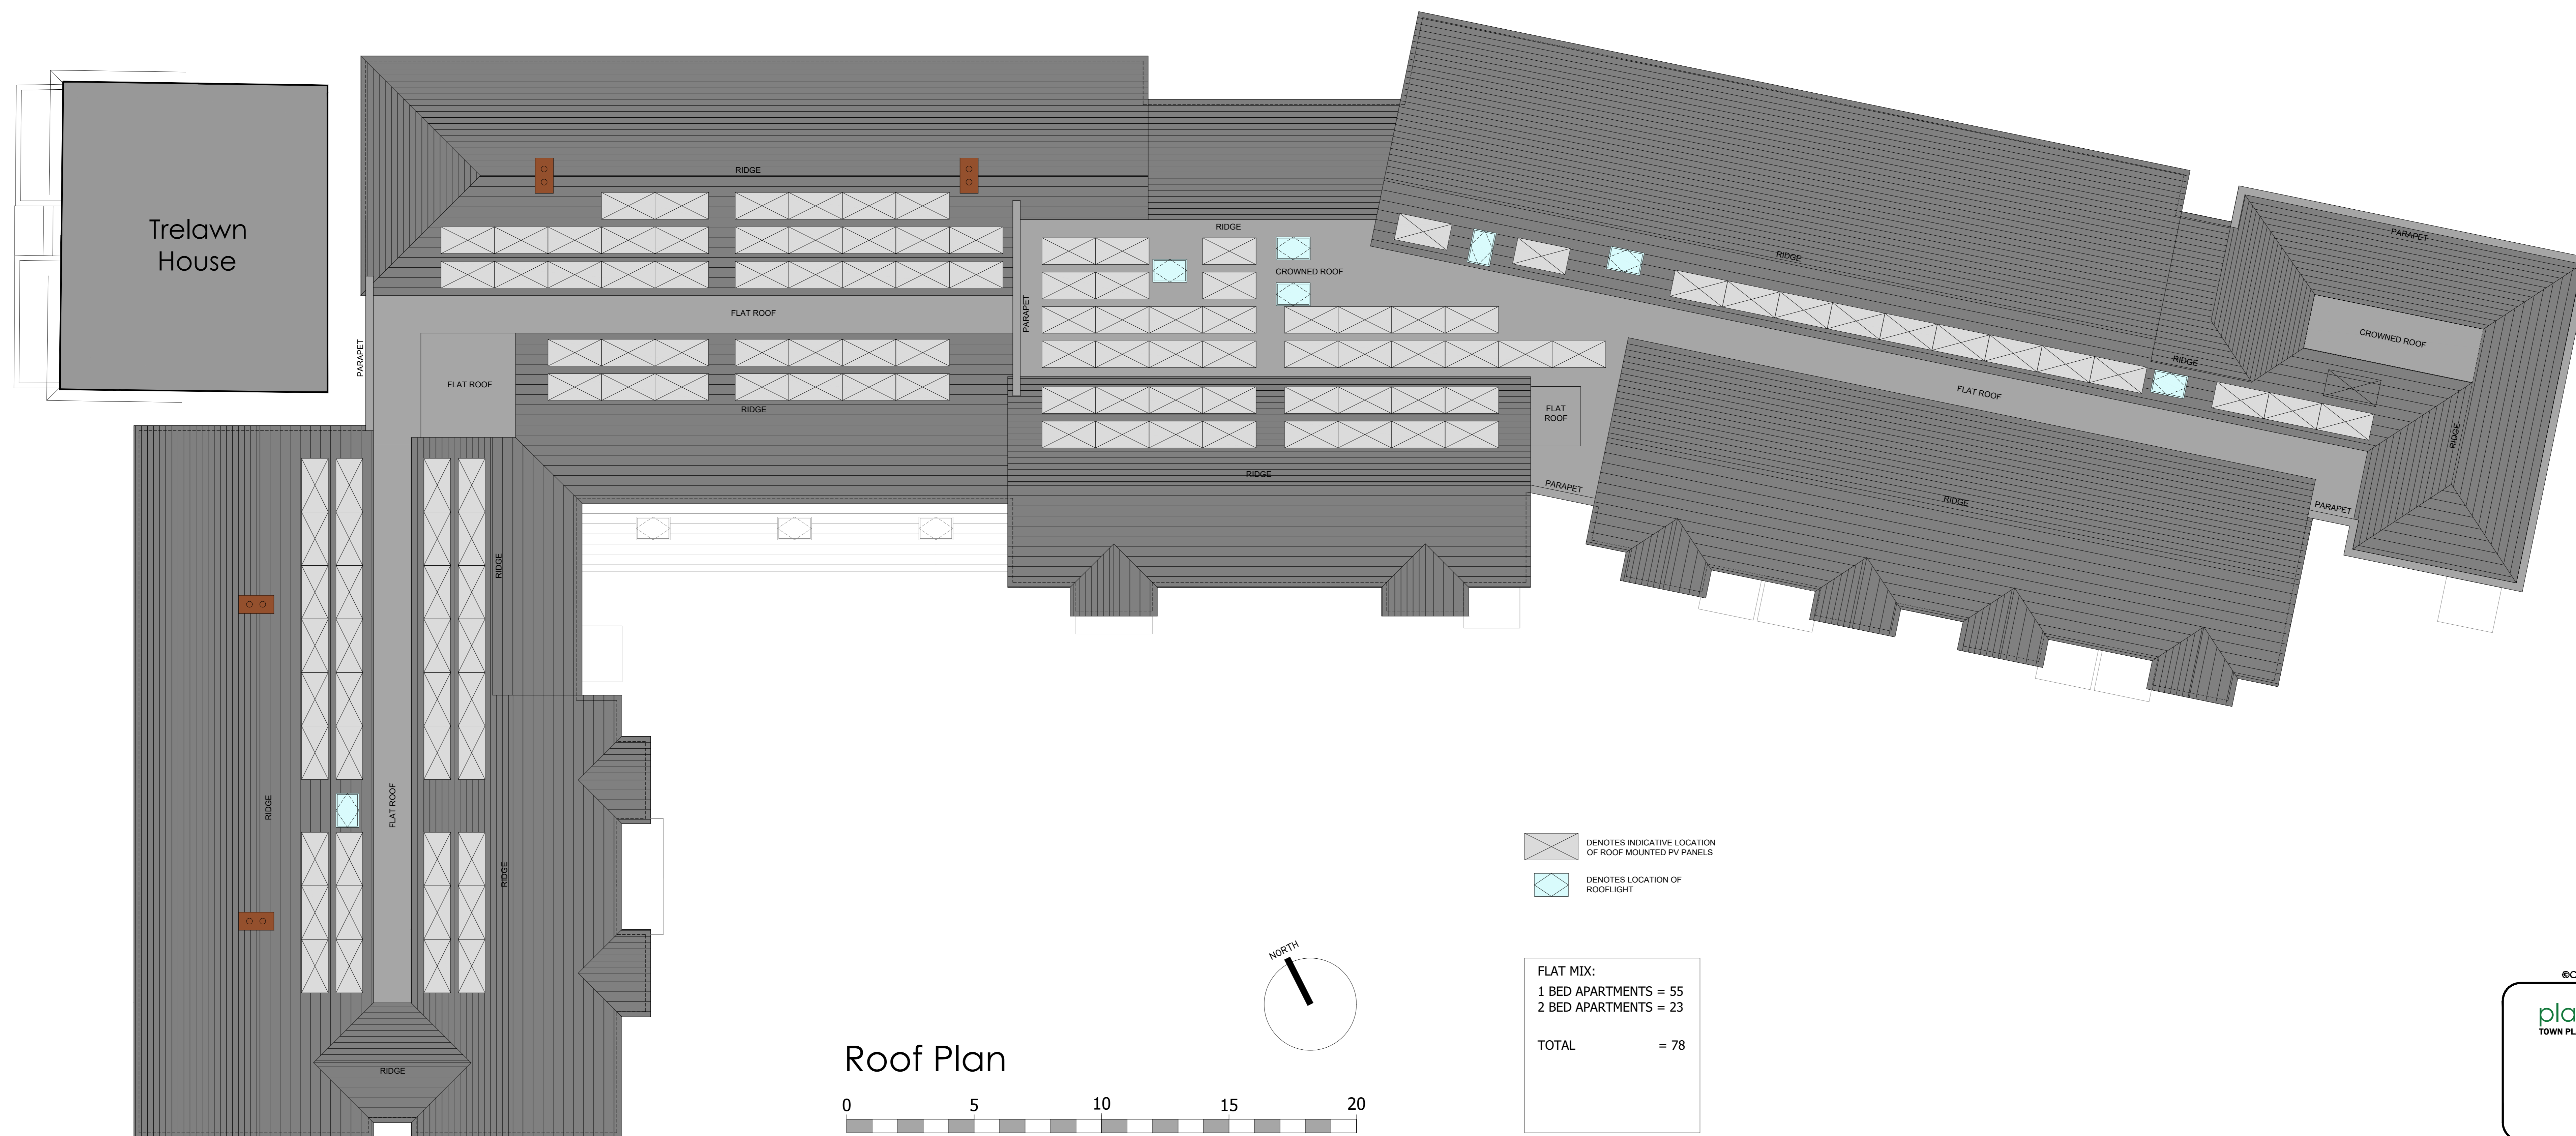 Trelawn
House
RIDGE
PARAPET
FLAT ROOF
FLAT ROOF
RIDGE
PARAPET
RIDGE
CROWNED ROOF
RIDGE
FLAT
ROOF
PARAPET
RIDGE
FLAT ROOF
RIDGE
PARAPET
CROWNED ROOF
RIDGE
RIDGE
PARAPET
RIDGE
RIDGE
FLAT ROOF
RIDGE
RIDGE
DENOTES INDICATIVE LOCATION
OF ROOF MOUNTED PV PANELS
DENOTES LOCATION OF
ROOFLIGHT
NORTH
Roof Plan
0 5 10 15 20
FLAT MIX:
1 BED APARTMENTS = 55
2 BED APARTMENTS = 23
TOTAL = 78
pla
TOWN PL